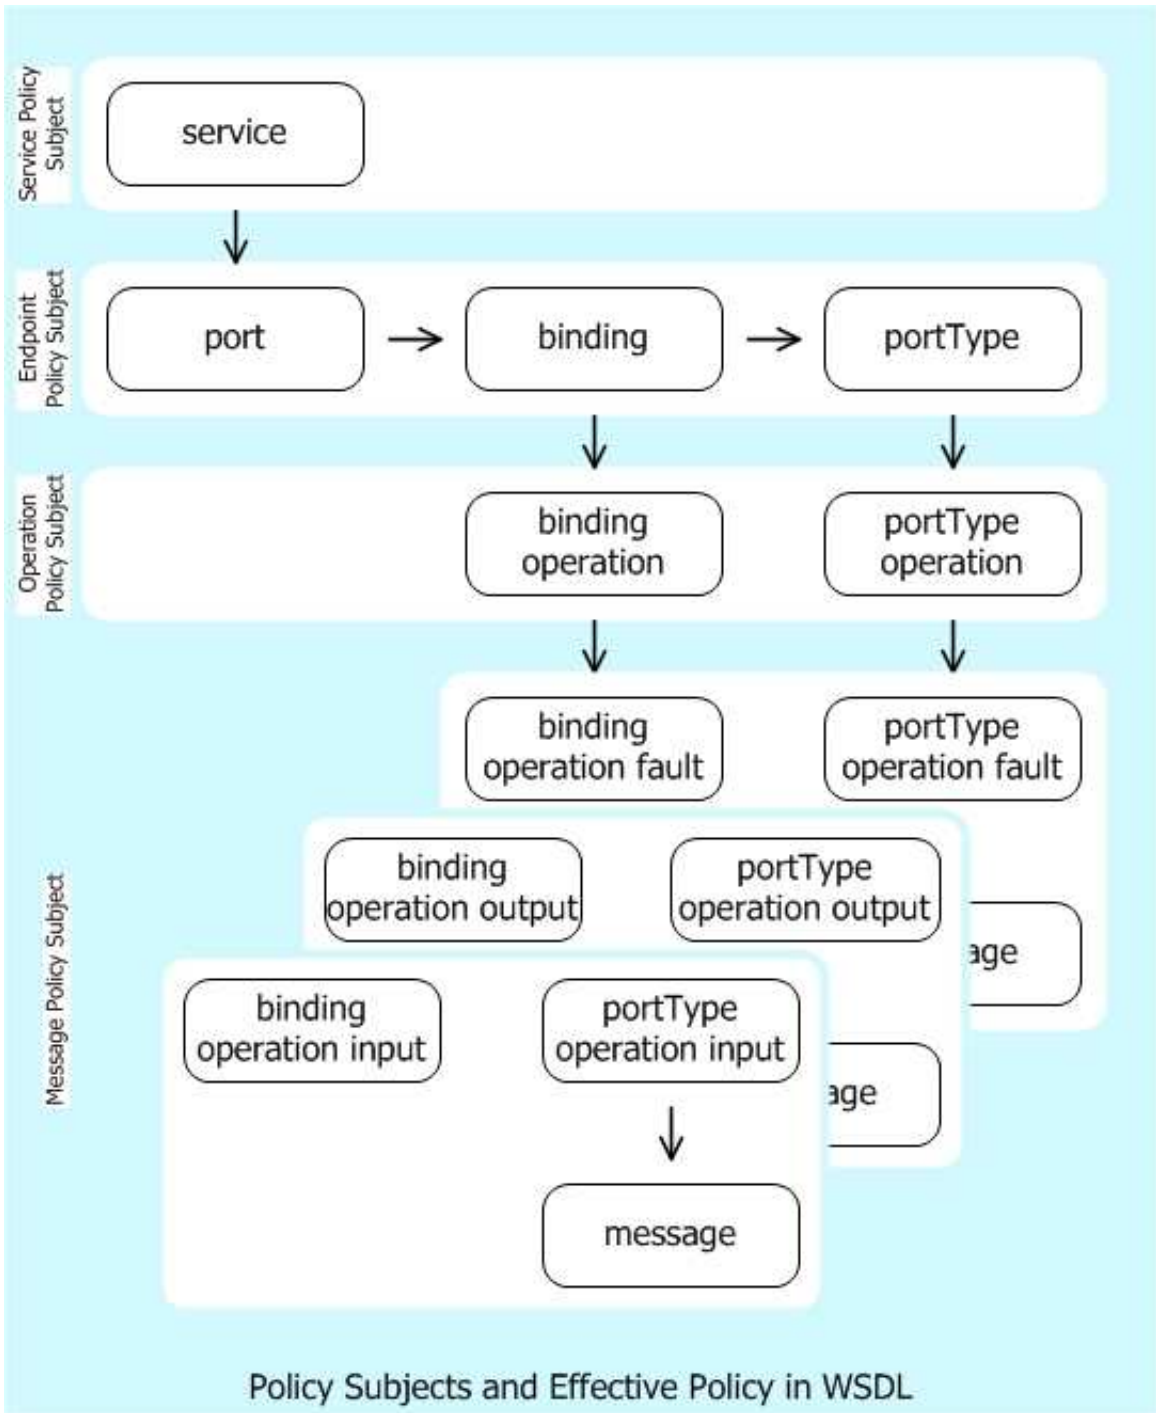 Service Policy
Subject
service
Endpoint
Policy Subject
port
binding
portType
Operation
Policy Subject
binding
operation
portType
operation
Message Policy Subject
binding
operation fault
portType
operation fault
binding
operation output
portType
operation output
age
binding
operation input
portType
operation input
age
message
Policy Subjects and Effective Policy in WSDL